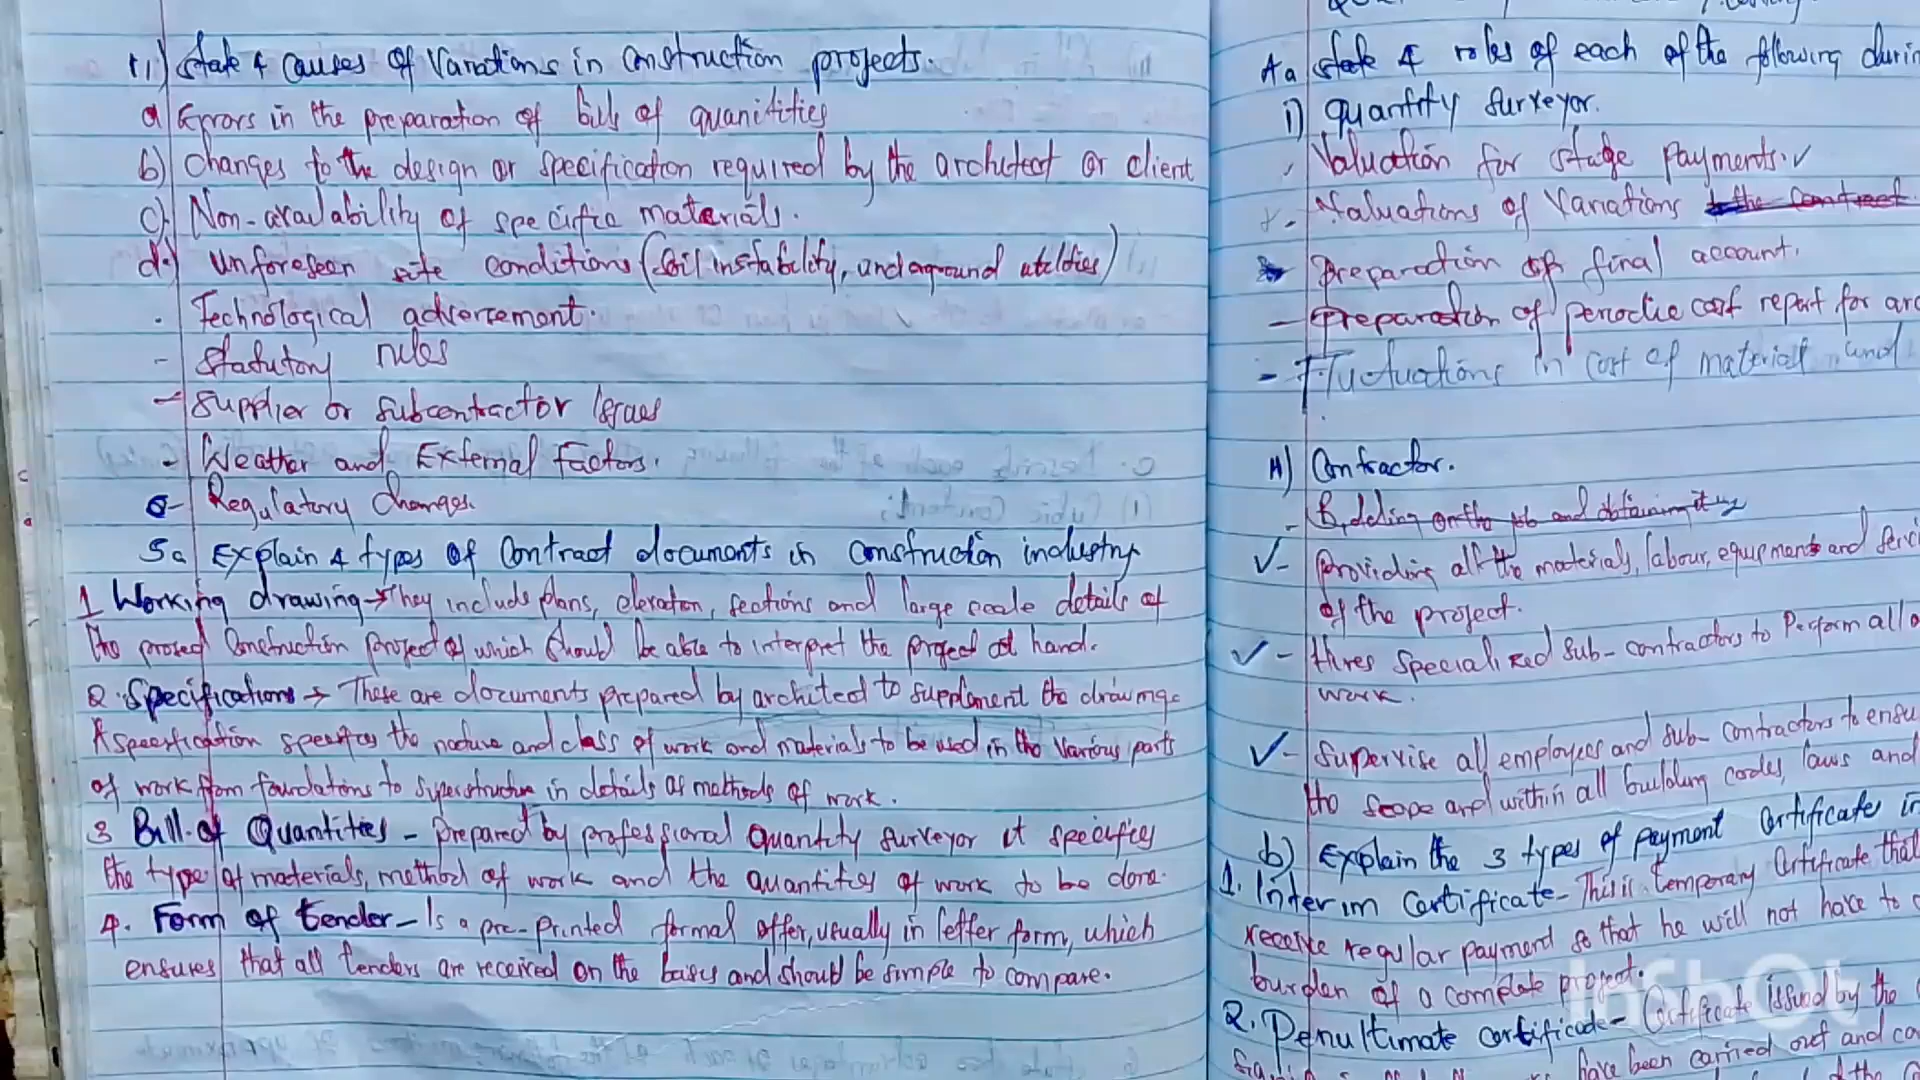 ii) State 4 causes of Variations in construction projects.
a) Errors in the preparation of bills of quanitities
b) Changes to the design or specification required by the architect or client
c). Non-availability of specific materials.
d.) unforeseen site conditions (Soil instability, underground utilities)
. Technological advancement.
- Statutory rules
- Supplier or subcontractor Issues
- Weather and External factors.
- Regulatory Changes.
5a Explain 4 types of Contract documents in construction industry
1 Working drawing → They include plans, elevation, sections and large scale details of
the construction project which should be able to interpret the project at hand.
2. Specifications → These are documents prepared by architect to supplement the drawings
A specification specifies the nature and class of work and materials to be used in the various parts
of work from foundations to superstructure in details as methods of work.
3 Bill of Quantities - Prepared by professional quantity surveyor it specifies
the type of materials, method of work and the quantities of work to be done.
4. Form of tender - Is a pre-printed formal offer, usually in letter form, which
ensures that all tenders are received on the basis and should be simple to compare.
4a State 4 roles of each of the following
i) Quantity Surveyor.
Valuation for stage payments.
- Valuations of Variations the contract
Preparation of final account.
- Preparation of periodic cost report for
- Fluctuations in cost of material and
ii) Contractor.
- Bidding on the job and obtaining it
- Providing all the materials, labour, equipment and
of the project.
- Hires specialized sub-contractors to perform all
work.
- Supervise all employees and sub-contractors to
the scope and within all building codes, laws and
b) Explain the 3 types of payment certificate
1. Interim Certificate - This is temporary certificate that
receive regular payment so that he will not have to
burden of a complete project.
InShOt
2. Penultimate certificate - Certificate issued by the
have been carried out and